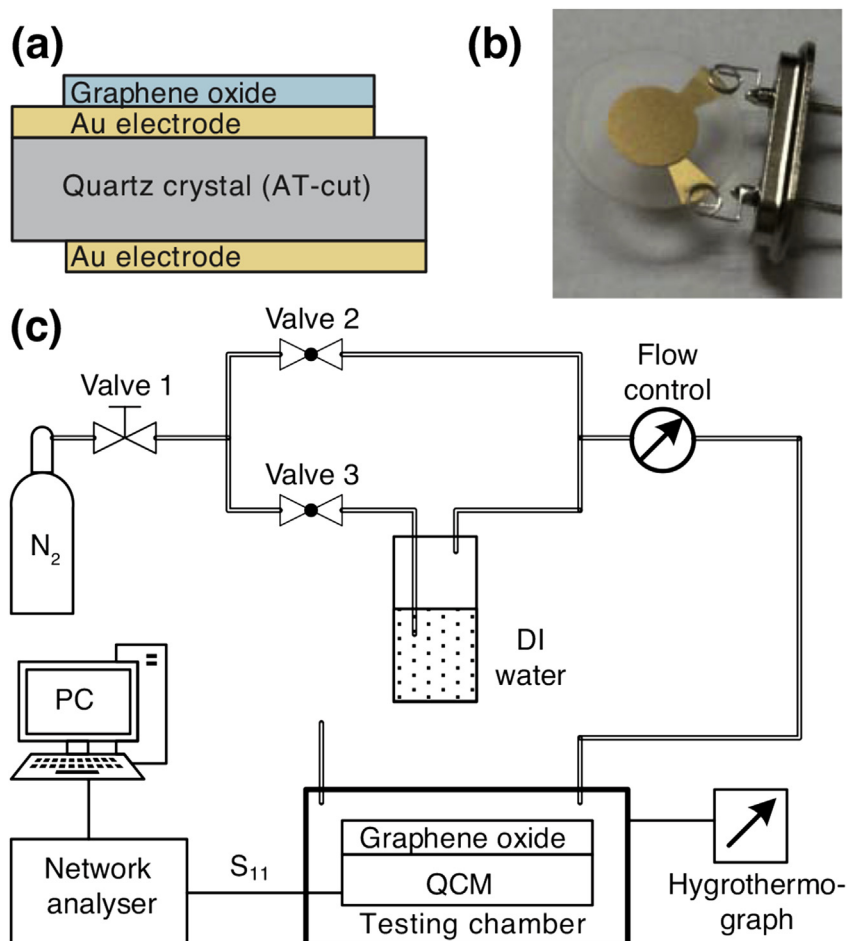 (a)
Graphene oxide
Au electrode
Quartz crystal (AT-cut)
Au electrode
(b)
(c)
Valve 2
Valve 1
Flow
control
Valve 3
N₂
DI
water
PC
Graphene oxide
Network
analyser
S₁₁
QCM
Testing chamber
Hygrothermo-
graph